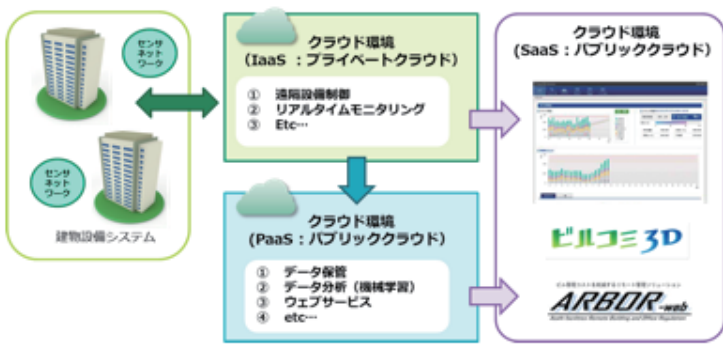 センサ
ネット
ワーク
センサ
ネット
ワーク
建物設備システム
クラウド環境
(IaaS：プライベートクラウド)
① 遠隔設備制御
② リアルタイムモニタリング
③ Etc…
クラウド環境
(PaaS：パブリッククラウド)
① データ保管
② データ分析（機械学習）
③ ウェブサービス
④ etc…
クラウド環境
(SaaS：パブリッククラウド)
ビルコミ3D
ARBOR-web